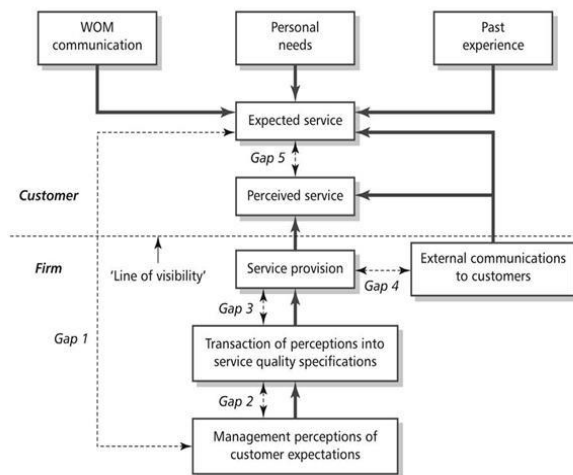 WOM
communication
Personal
needs
Past
experience
Expected service
Gap 5
Perceived service
Customer
Firm
'Line of visibility'
Service provision
Gap 4
External communications
to customers
Gap 3
Gap 1
Transaction of perceptions into
service quality specifications
Gap 2
Management perceptions of
customer expectations